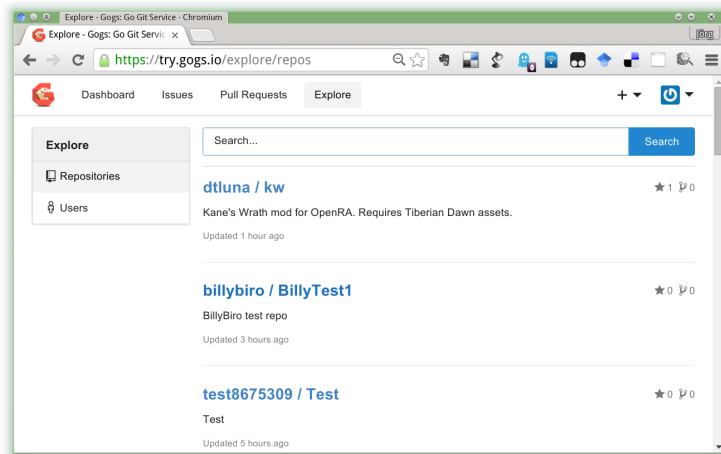 Explore - Gogs: Go Git Service - Chromium
Explore - Gogs: Go Git Servic
Jörg
https://try.gogs.io/explore/repos
Dashboard Issues Pull Requests Explore
Explore
Search...
Search
Repositories
Users
dtluna / kw
1 0
Kane's Wrath mod for OpenRA. Requires Tiberian Dawn assets.
Updated 1 hour ago
billybiro / BillyTest1
0 0
BillyBiro test repo
Updated 3 hours ago
test8675309 / Test
0 0
Test
Updated 5 hours ago